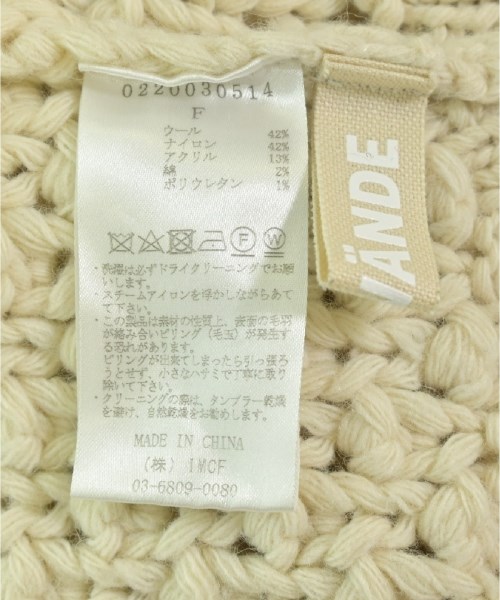 0220030514
F
ウール 42%
ナイロン 42%
アクリル 13%
綿 2%
ポリウレタン 1%
F W
・洗濯は必ずドライクリーニングでお願
いします。
・スチームアイロンを浮かしながらあて
て下さい。
・この製品は素材の性質上、表面の毛羽
が絡み合いピリング(毛玉)が発生す
る恐れがあります。
ピリングが出来てしまったら引っ張ろ
うとせず、小さなハサミで丁寧に取り
除いて下さい。
・クリーニングの際は、タンブラー乾燥
を避け、自然乾燥をお勧めします。
MADE IN CHINA
(株) IMCF
03-6809-0080
ÄNDE